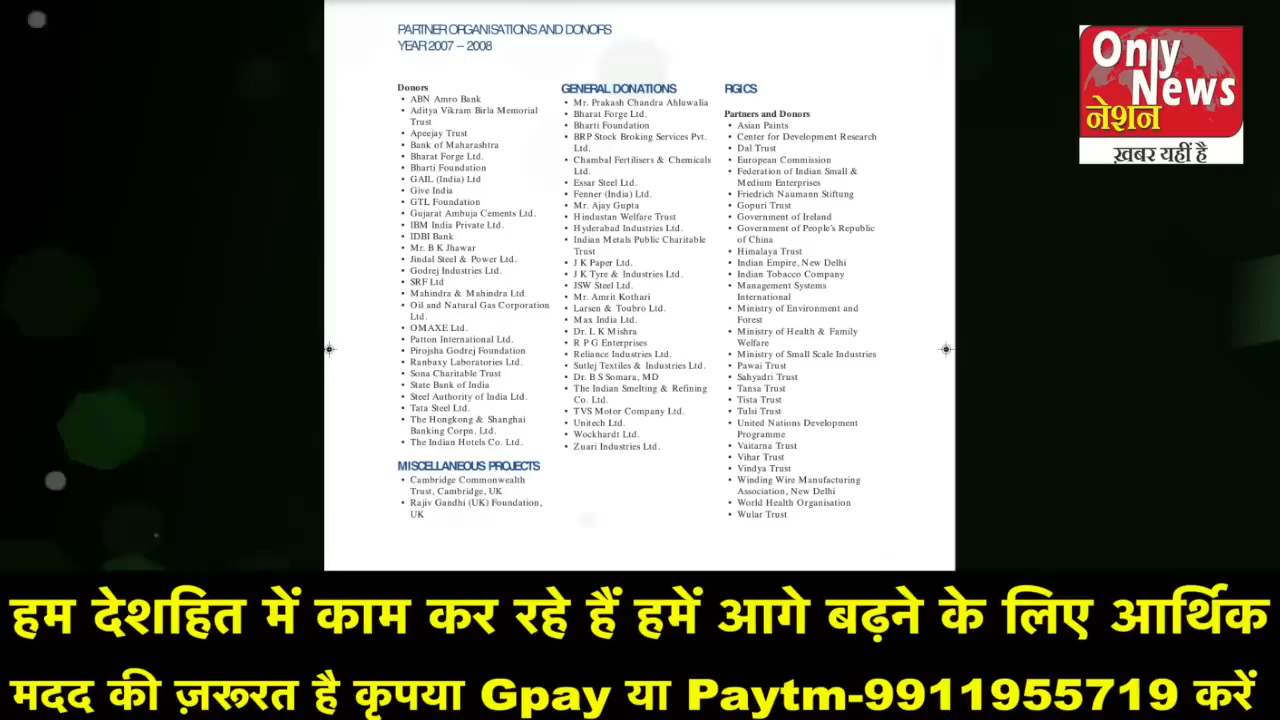 PARTNER ORGANISATIONS AND DONORS
YEAR 2007 – 2008
Donors
• ABN Amro Bank
• Aditya Vikram Birla Memorial
Trust
• Apeejay Trust
• Bank of Maharashtra
• Bharat Forge Ltd.
• Bharti Foundation
• GAIL (India) Ltd
• Give India
• GTL Foundation
• Gujarat Ambuja Cements Ltd.
• IBM India Private Ltd.
• IDBI Bank
• Mr. B K Jhawar
• Jindal Steel & Power Ltd.
• Godrej Industries Ltd.
• SRF Ltd
• Mahindra & Mahindra Ltd.
• Oil and Natural Gas Corporation
Ltd.
• OMAXE Ltd.
• Patton International Ltd.
• Pirojsha Godrej Foundation
• Ranbaxy Laboratories Ltd.
• Sona Charitable Trust
• State Bank of India
• Steel Authority of India Ltd.
• Tata Steel Ltd.
• The Hongkong & Shanghai
Banking Corpn. Ltd.
• The Indian Hotels Co. Ltd.
MISCELLANEOUS PROJECTS
• Cambridge Commonwealth
Trust, Cambridge, UK
• Rajiv Gandhi (UK) Foundation,
UK
GENERAL DONATIONS
• Mr. Prakash Chandra Ahluwalia
• Bharat Forge Ltd.
• Bharti Foundation
• BRP Stock Broking Services Pvt.
Ltd.
• Chambal Fertilisers & Chemicals
Ltd.
• Essar Steel Ltd.
• Fenner (India) Ltd.
• Mr. Ajay Gupta
• Hindustan Welfare Trust
• Hyderabad Industries Ltd.
• Indian Metals Public Charitable
Trust
• J K Paper Ltd.
• J K Tyre & Industries Ltd.
• JSW Steel Ltd.
• Mr. Amrit Kothari
• Larsen & Toubro Ltd.
• Max India Ltd.
• Dr. L K Mishra
• R P G Enterprises
• Reliance Industries Ltd.
• Sutlej Textiles & Industries Ltd.
• Dr. B S Somara, MD
• The Indian Smelting & Refining
Co. Ltd.
• TVS Motor Company Ltd.
• Unitech Ltd.
• Wockhardt Ltd.
• Zuari Industries Ltd.
RGICS
Partners and Donors
• Asian Paints
• Center for Development Research
• Dal Trust
• European Commission
• Federation of Indian Small &
Medium Enterprises
• Friedrich Naumann Stiftung
• Gopuri Trust
• Government of Ireland
• Government of People's Republic
of China
• Himalaya Trust
• Indian Empire, New Delhi
• Indian Tobacco Company
• Management Systems
International
• Ministry of Environment and
Forest
• Ministry of Health & Family
Welfare
• Ministry of Small Scale Industries
• Pawai Trust
• Sahyadri Trust
• Tansa Trust
• Tista Trust
• Tulsi Trust
• United Nations Development
Programme
• Vaitarna Trust
• Vihar Trust
• Vindya Trust
• Winding Wire Manufacturing
Association, New Delhi
• World Health Organisation
• Wular Trust
Only
News
नेशन
ख़बर यहीं है
हम देशहित में काम कर रहे हैं हमें आगे बढ़ने के लिए आर्थिक
मदद की ज़रूरत है कृपया Gpay या Paytm-9911955719 करें